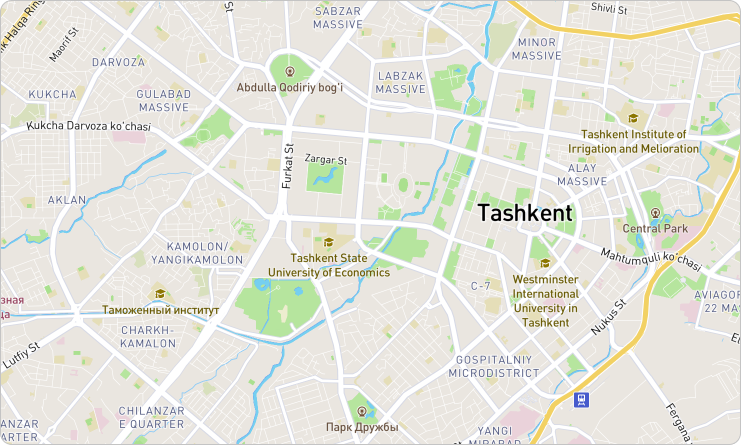 SABZAR
MASSIVE
Shivli St
k Halqa Ring
Maorif St
DARVOZA
MINOR
MASSIVE
Abdulla Qodiriy bog'i
LABZAK
MASSIVE
KUKCHA
GULABAD
MASSIVE
Kukcha Darvoza ko'chasi
Tashkent Institute of
Irrigation and Melioration
Furkat St
Zargar St
ALAY
MASSIVE
AKLAN
Tashkent
Central Park
KAMOLON/
YANGIKAMOLON
Tashkent State
University of Economics
Mahtumquli ko'chasi
Westminster
International
University in
Tashkent
C-7
зная
ца
Таможенный институт
AVIAGOR
22 MAS
Nukus St
CHARKH-
KAMALON
Lutfiy St
GOSPITALNIY
MICRODISTRICT
CHILANZAR
E QUARTER
ANZAR
ARTER
Парк Дружбы
YANGI
MIRABAD
Fergana